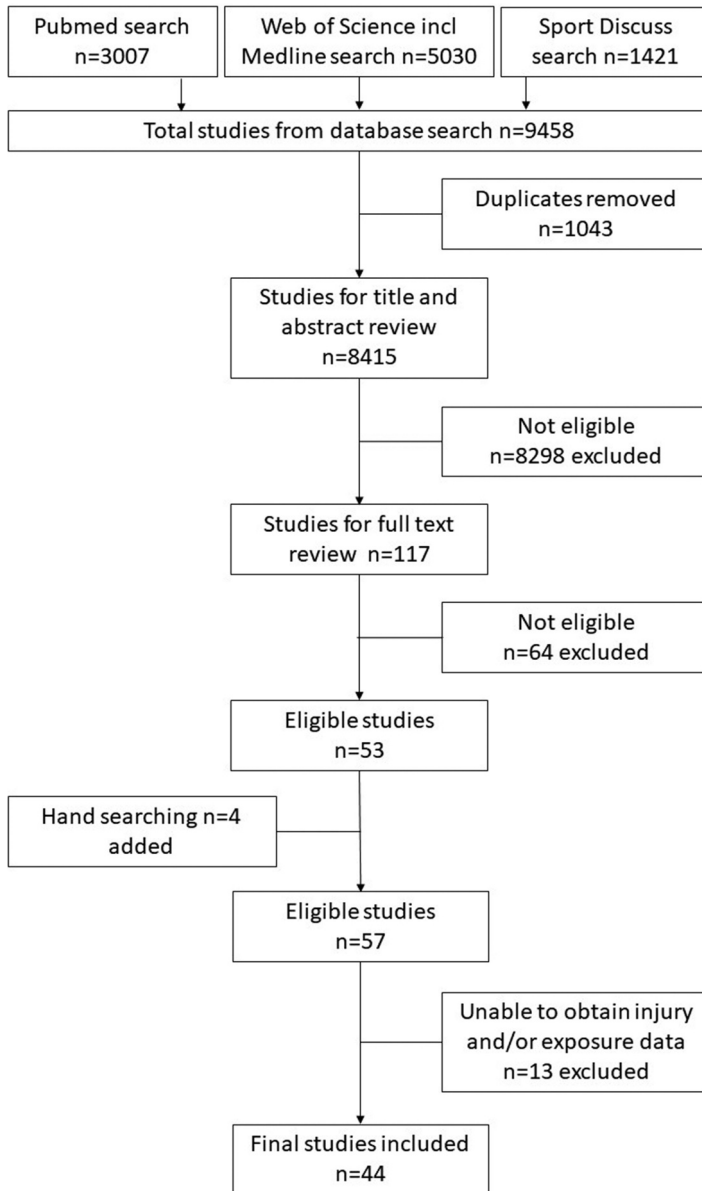 Pubmed search
n=3007
Web of Science incl
Medline search n=5030
Sport Discuss
search n=1421
Total studies from database search n=9458
Duplicates removed
n=1043
Studies for title and
abstract review
n=8415
Not eligible
n=8298 excluded
Studies for full text
review n=117
Not eligible
n=64 excluded
Eligible studies
n=53
Hand searching n=4
added
Eligible studies
n=57
Unable to obtain injury
and/or exposure data
n=13 excluded
Final studies included
n=44